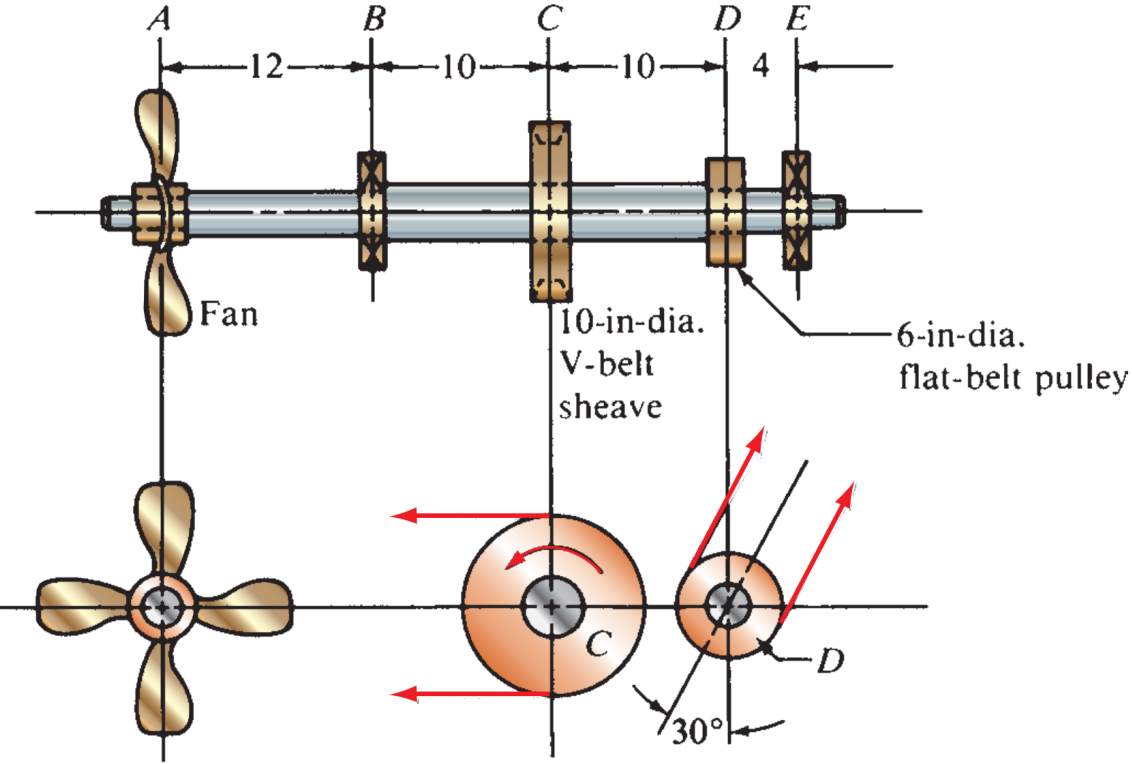 A B C D E
12 10 10 4
Fan
10-in-dia.
V-belt
sheave
6-in-dia.
flat-belt pulley
C
D
30°